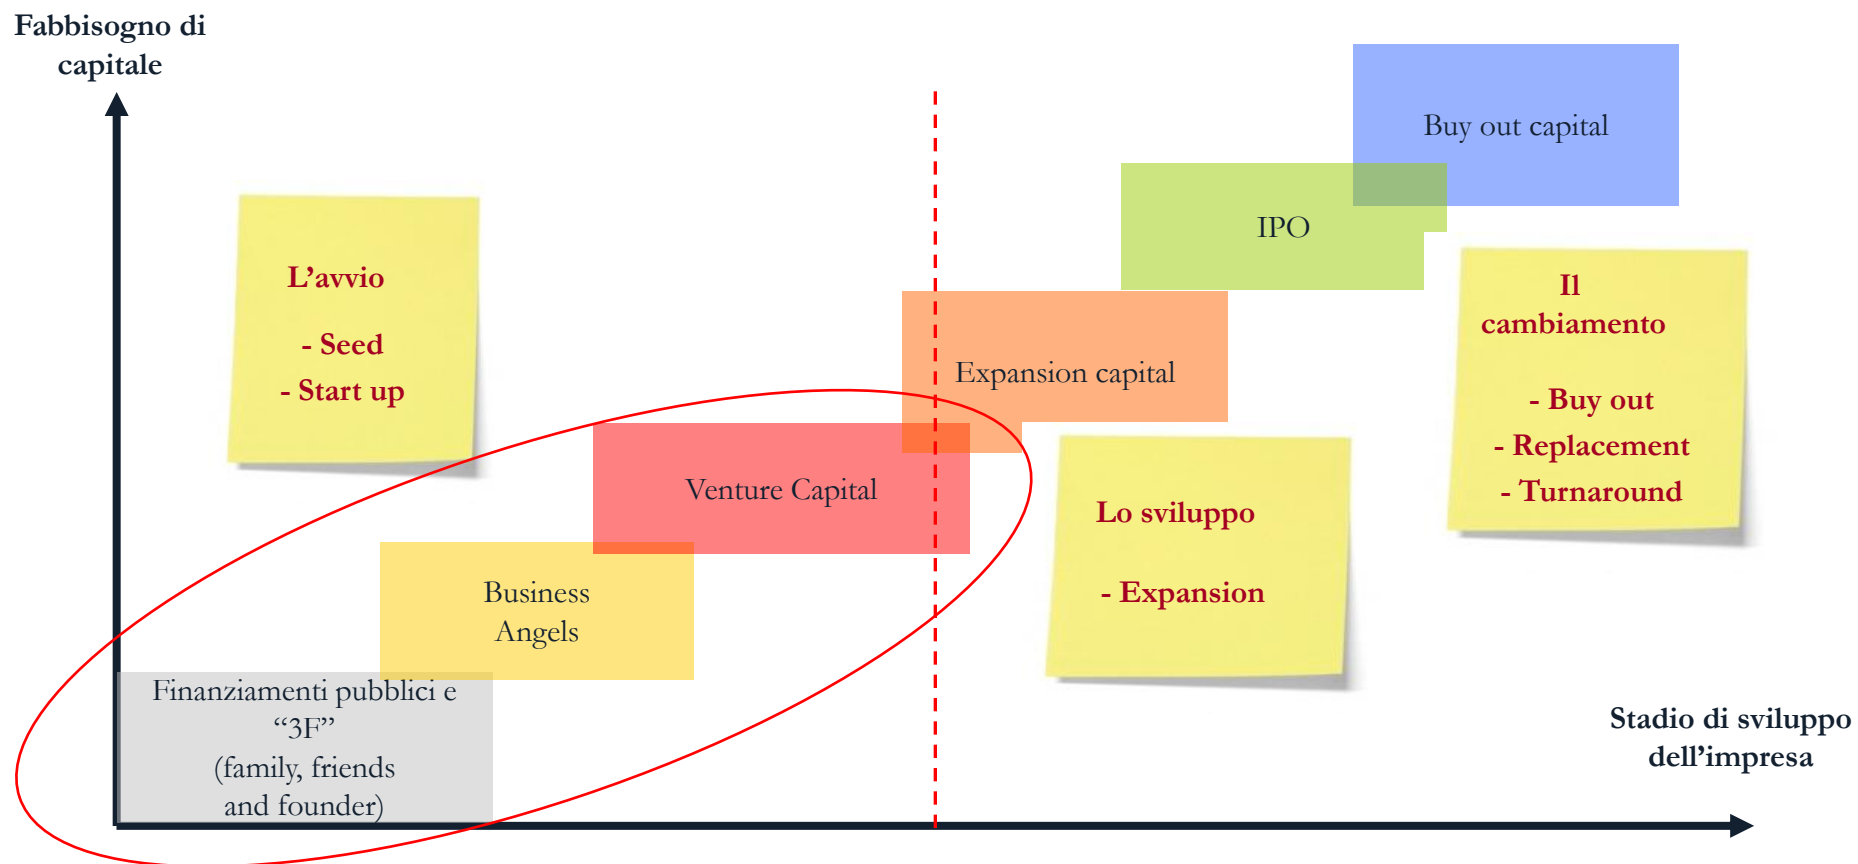 Fabbisogno di
capitale
Buy out capital
IPO
L’avvio
- Seed
- Start up
Il
cambiamento
- Buy out
- Replacement
- Turnaround
Expansion capital
Venture Capital
Lo sviluppo
- Expansion
Business
Angels
Finanziamenti pubblici e
“3F”
(family, friends
and founder)
Stadio di sviluppo
dell’impresa